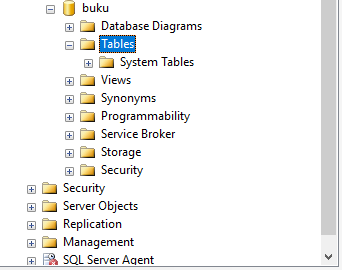 buku
Database Diagrams
Tables
System Tables
Views
Synonyms
Programmability
Service Broker
Storage
Security
Security
Server Objects
Replication
Management
SQL Server Agent